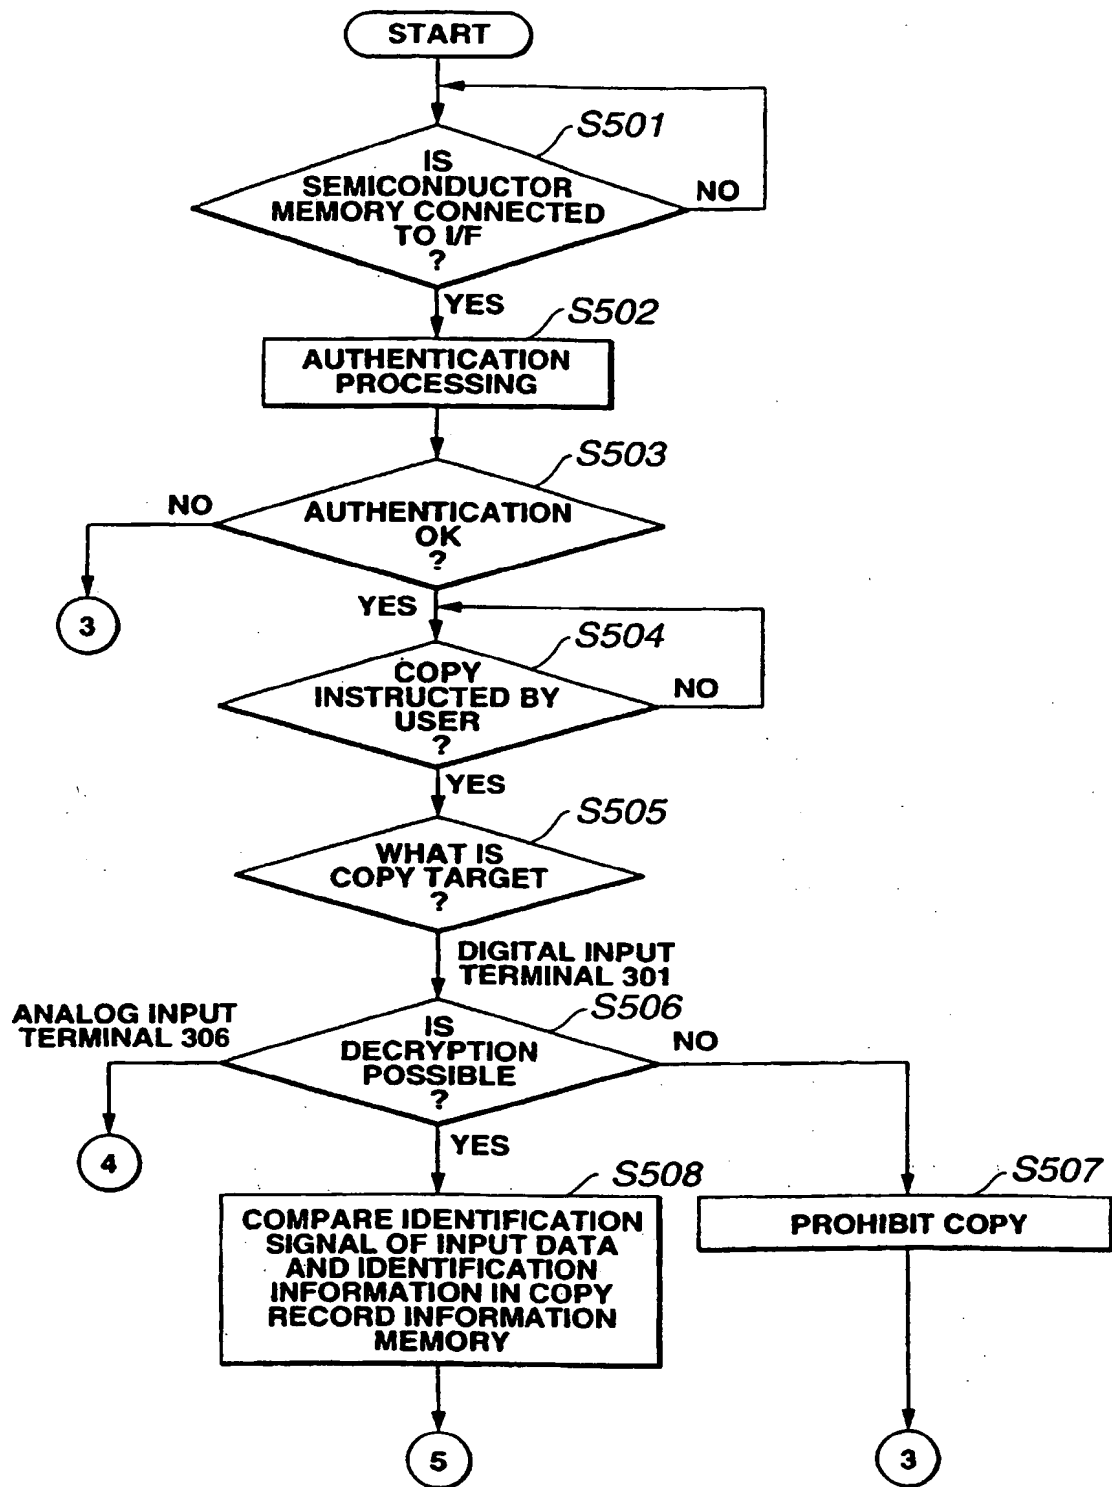 START
S501
IS
SEMICONDUCTOR
MEMORY CONNECTED
TO I/F
?
NO
YES
S502
AUTHENTICATION
PROCESSING
S503
NO
AUTHENTICATION
OK
?
3
YES
S504
COPY
INSTRUCTED BY
USER
?
NO
YES
S505
WHAT IS
COPY TARGET
?
DIGITAL INPUT
TERMINAL 301
ANALOG INPUT
TERMINAL 306
S506
IS
DECRYPTION
POSSIBLE
?
NO
4
YES
S508
COMPARE IDENTIFICATION
SIGNAL OF INPUT DATA
AND IDENTIFICATION
INFORMATION IN COPY
RECORD INFORMATION
MEMORY
S507
PROHIBIT COPY
5
3